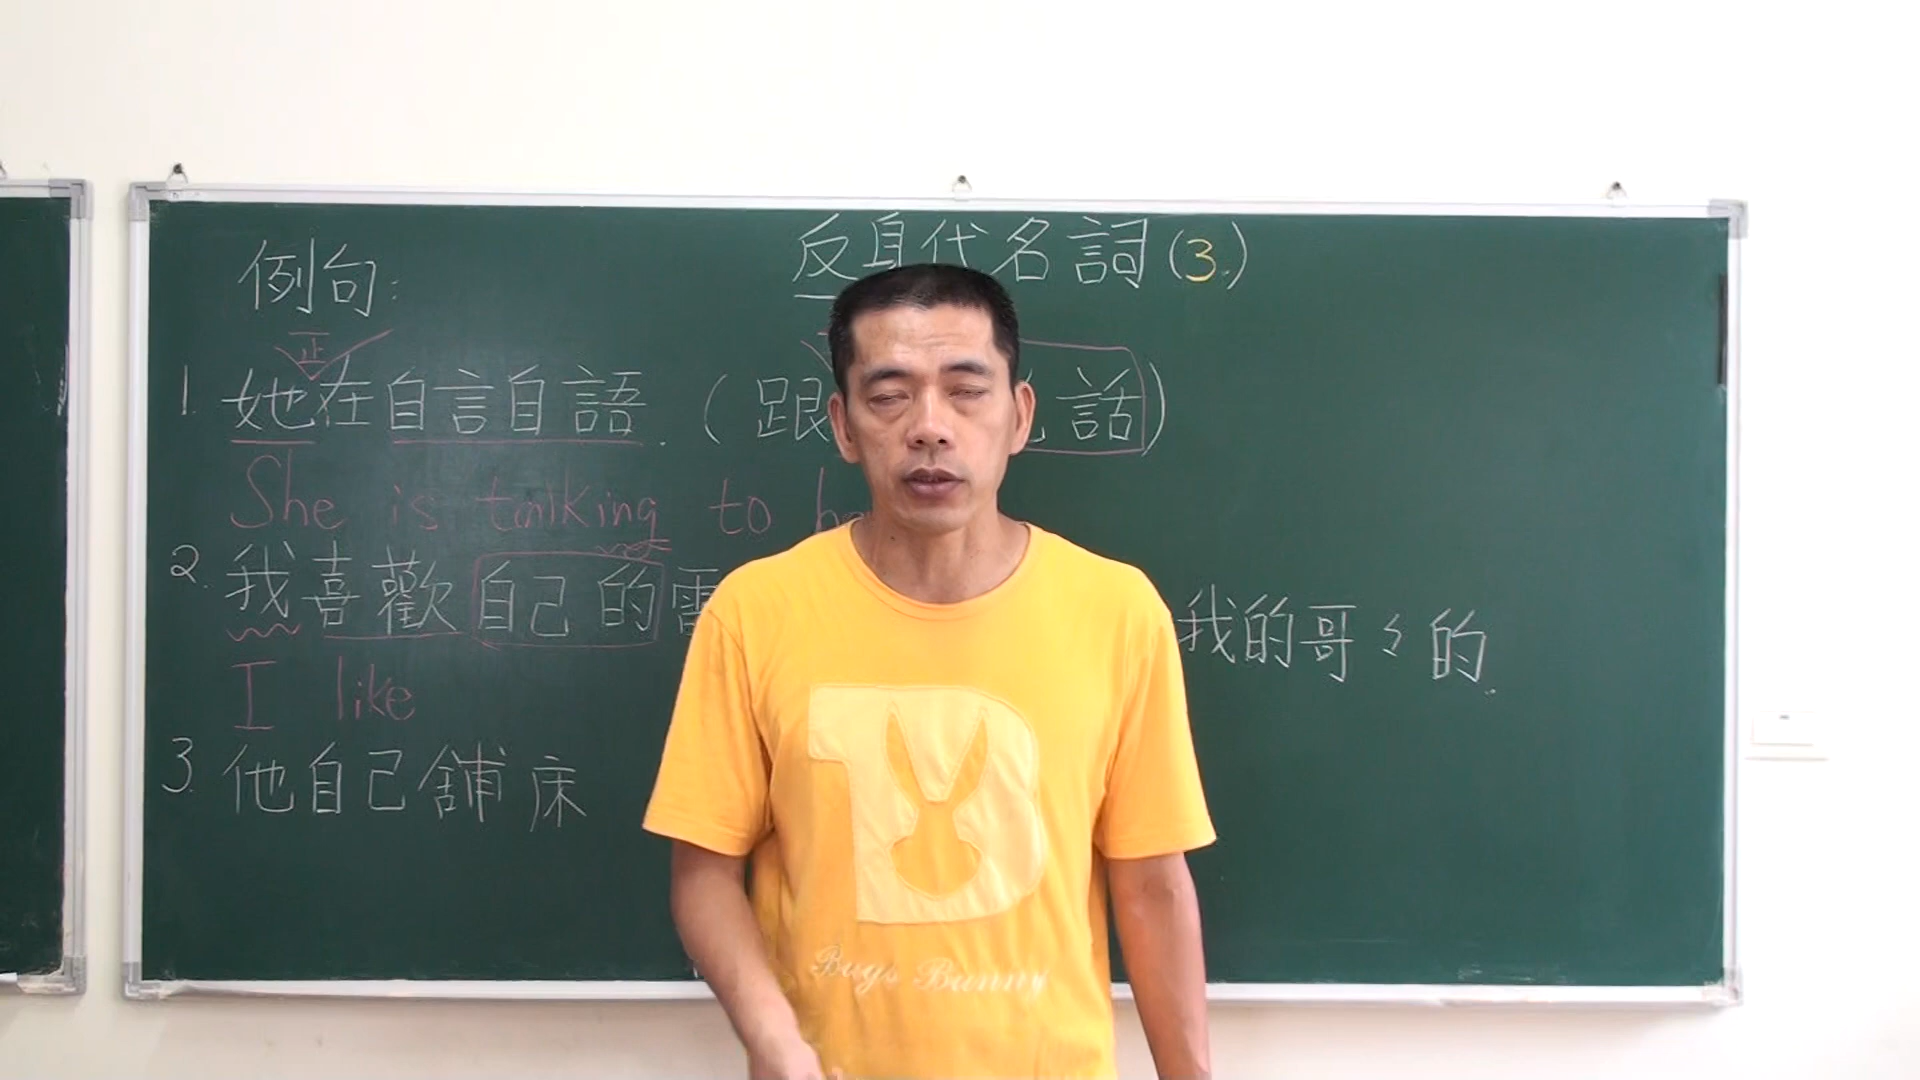 反身代名詞(3.)
例句:
正
1. 她在自言自語. (跟 話)
She is talking to
2. 我喜歡自己的 我的哥々的.
I like
3. 他自己舖床
Bugs Bunny